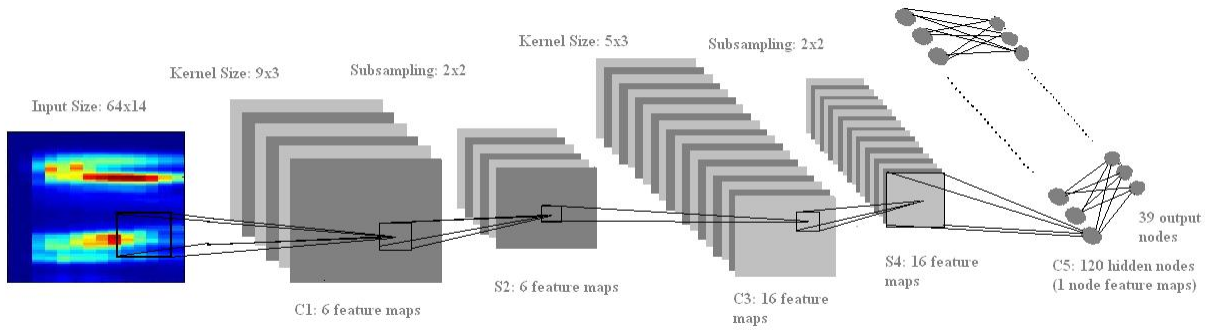 Input Size: 64x14
Kernel Size: 9x3
Subsampling: 2x2
Kernel Size: 5x3
Subsampling: 2x2
C1: 6 feature maps
S2: 6 feature maps
C3: 16 feature
maps
S4: 16 feature
maps
39 output
nodes
C5: 120 hidden nodes
(1 node feature maps)